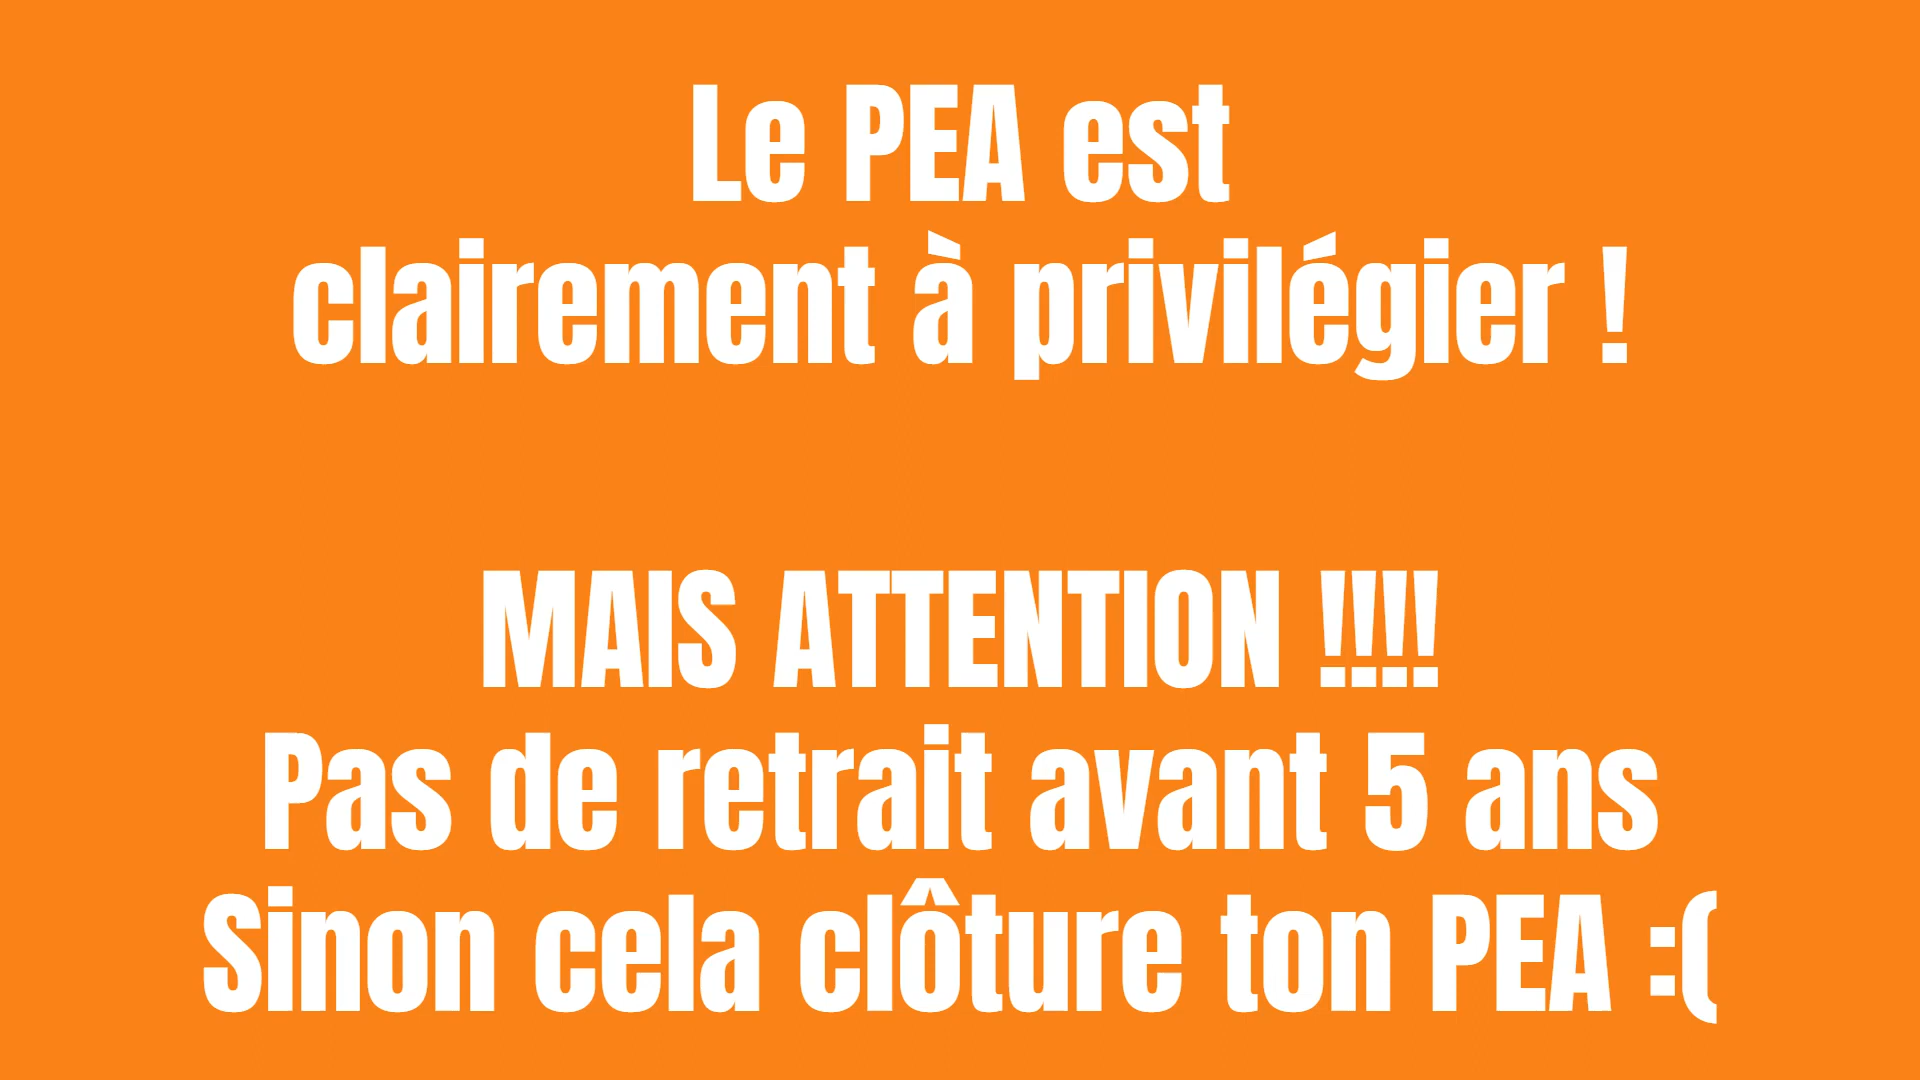 Le PEA est
clairement à privilégier !
MAIS ATTENTION !!!!
Pas de retrait avant 5 ans
Sinon cela clôture ton PEA :(